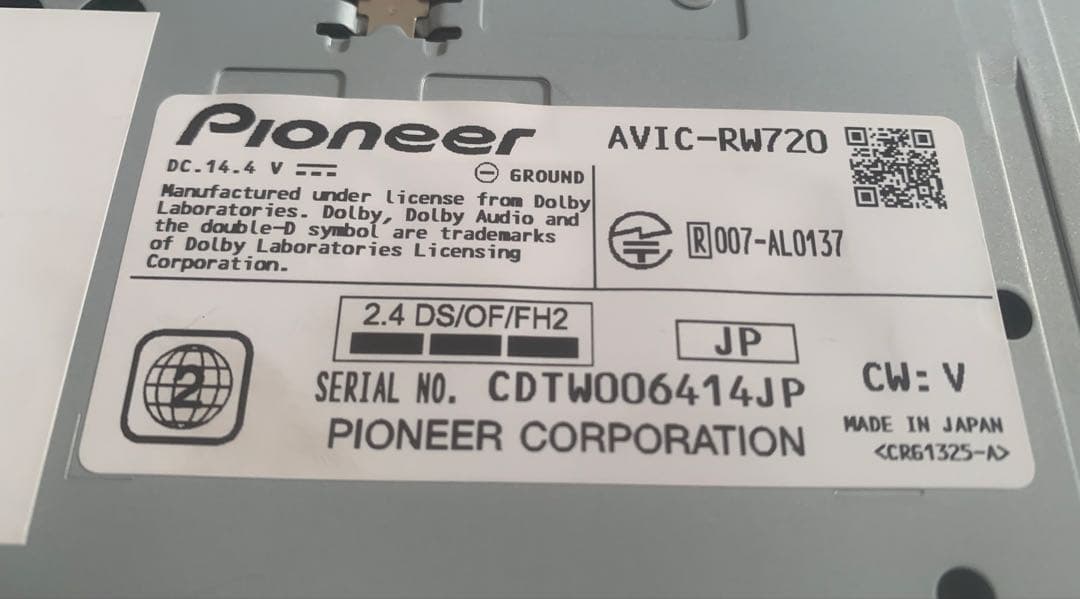 Pioneer
AVIC-RW720
DC.14.4 V
GROUND
Manufactured under license from Dolby
Laboratories. Dolby, Dolby Audio and
the double-D symbol are trademarks
of Dolby Laboratories Licensing
Corporation.
R 007-AL0137
2.4 DS/OF/FH2
JP
2
SERIAL NO. CDTW006414JP
CW: V
PIONEER CORPORATION
MADE IN JAPAN
<CRG1325-A>